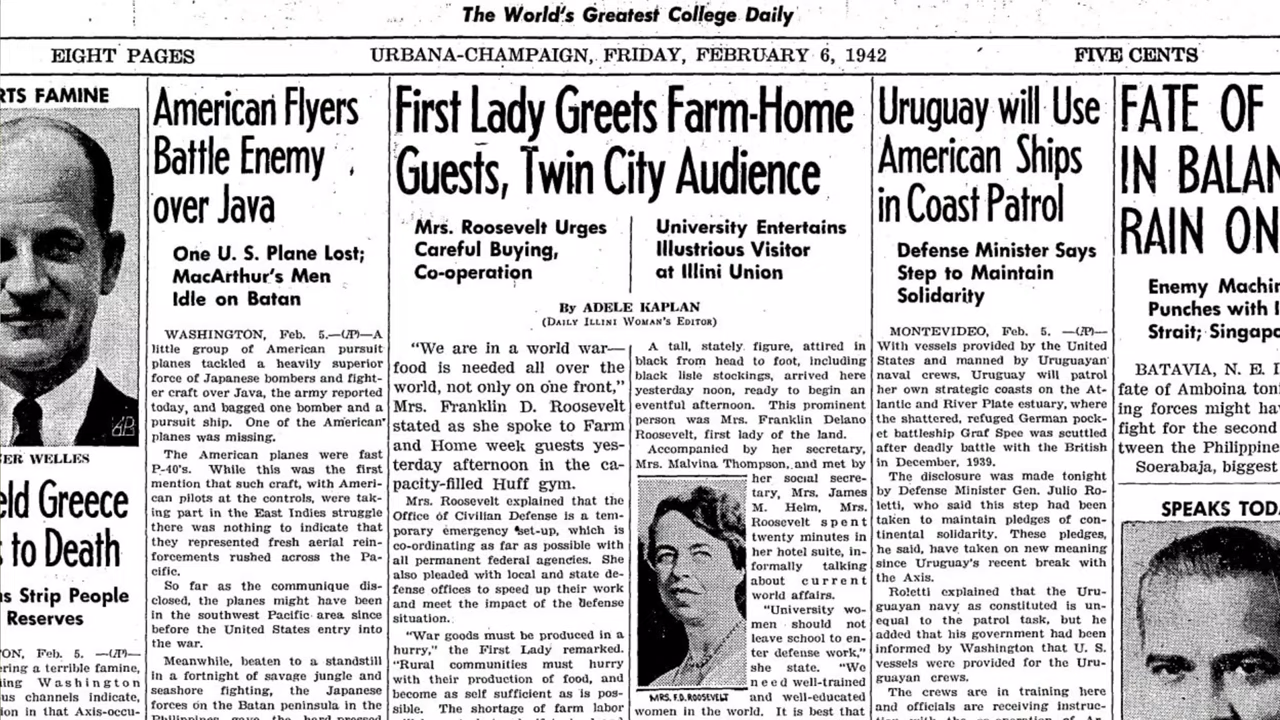 The World's Greatest College Daily
EIGHT PAGES
URBANA-CHAMPAIGN, FRIDAY, FEBRUARY 6, 1942
FIVE CENTS
RTS FAMINE
ER WELLES
eld Greece
to Death
s Strip People
Reserves
ON, Feb. 5. —(AP)—
ring a terrible famine,
ing Washington
us channels indicate,
ion in that Axis-occu-
American Flyers
Battle Enemy
over Java
One U. S. Plane Lost;
MacArthur's Men
Idle on Batan
WASHINGTON, Feb. 5.—(AP)—A
little group of American pursuit
planes tackled a heavily superior
force of Japanese bombers and fight-
er craft over Java, the army reported
today, and bagged one bomber and a
pursuit ship. One of the American
planes was missing.
The American planes were fast
P-40's. While this was the first
mention that such craft, with Ameri-
can pilots at the controls, were tak-
ing part in the East Indies struggle
there was nothing to indicate that
they represented fresh aerial rein-
forcements rushed across the Pa-
cific.
So far as the communique dis-
closed, the planes might have been
in the southwest Pacific area since
before the United States entry into
the war.
Meanwhile, beaten to a standstill
in a fortnight of savage jungle and
seashore fighting, the Japanese
forces on the Batan peninsula in the
Philippines gave the hard-pressed
First Lady Greets Farm-Home
Guests, Twin City Audience
Mrs. Roosevelt Urges
Careful Buying,
Co-operation
University Entertains
Illustrious Visitor
at Illini Union
By ADELE KAPLAN
(DAILY ILLINI WOMAN'S EDITOR)
"We are in a world war—
food is needed all over the
world, not only on one front,"
Mrs. Franklin D. Roosevelt
stated as she spoke to Farm
and Home week guests yes-
terday afternoon in the ca-
pacity-filled Huff gym.
Mrs. Roosevelt explained that the
Office of Civilian Defense is a tem-
porary emergency set-up, which is
co-ordinating as far as possible with
all permanent federal agencies. She
also pleaded with local and state de-
fense offices to speed up their work
and meet the impact of the defense
situation.
"War goods must be produced in a
hurry," the First Lady remarked.
"Rural communities must hurry
with their production of food, and
become as self sufficient as is pos-
sible. The shortage of farm labor
A tall, stately figure, attired in
black from head to foot, including
black lisle stockings, arrived here
yesterday noon, ready to begin an
eventful afternoon. This prominent
person was Mrs. Franklin Delano
Roosevelt, first lady of the land.
Accompanied by her secretary,
Mrs. Malvina Thompson, and met by
her social secre-
tary, Mrs. James
M. Helm, Mrs.
Roosevelt spent
twenty minutes in
her hotel suite, in-
formally talking
about current
world affairs.
"University wo-
men should not
leave school to en-
ter defense work,"
she state. "We
need well-trained
and well-educated
women in the world. It is best that
MRS. F.D. ROOSEVELT
Uruguay will Use
American Ships
in Coast Patrol
Defense Minister Says
Step to Maintain
Solidarity
MONTEVIDEO, Feb. 5. —(AP)—
With vessels provided by the United
States and manned by Uruguayan
naval crews, Uruguay will patrol
her own strategic coasts on the At-
lantic and River Plate estuary, where
the shattered, refuged German pock-
et battleship Graf Spee was scuttled
after deadly battle with the British
in December, 1939.
The disclosure was made tonight
by Defense Minister Gen. Julio Ro-
letti, who said this step had been
taken to maintain pledges of con-
tinental solidarity. These pledges,
he said, have taken on new meaning
since Uruguay's recent break with
the Axis.
Roletti explained that the Uru-
guayan navy as constituted is un-
equal to the patrol task, but he
added that his government had been
informed by Washington that U. S.
vessels were provided for the Uru-
guayan crews.
The crews are in training here
and officials are receiving instruc-
FATE OF
IN BALAN
RAIN ON
Enemy Machin
Punches with I
Strait; Singapo
BATAVIA, N. E. I
fate of Amboina toni
ing forces might ha
fight for the second
tween the Philippine
Soerabaja, biggest
SPEAKS TOD